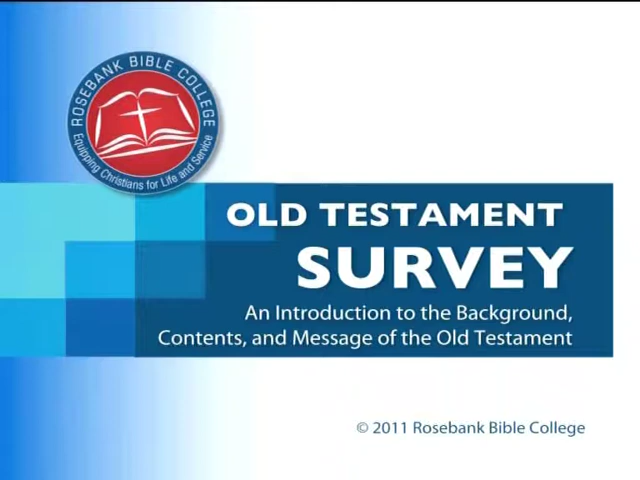 ROSEBANK BIBLE COLLEGE
Equipping Christians for Life and Service
OLD TESTAMENT
SURVEY
An Introduction to the Background,
Contents, and Message of the Old Testament
© 2011 Rosebank Bible College